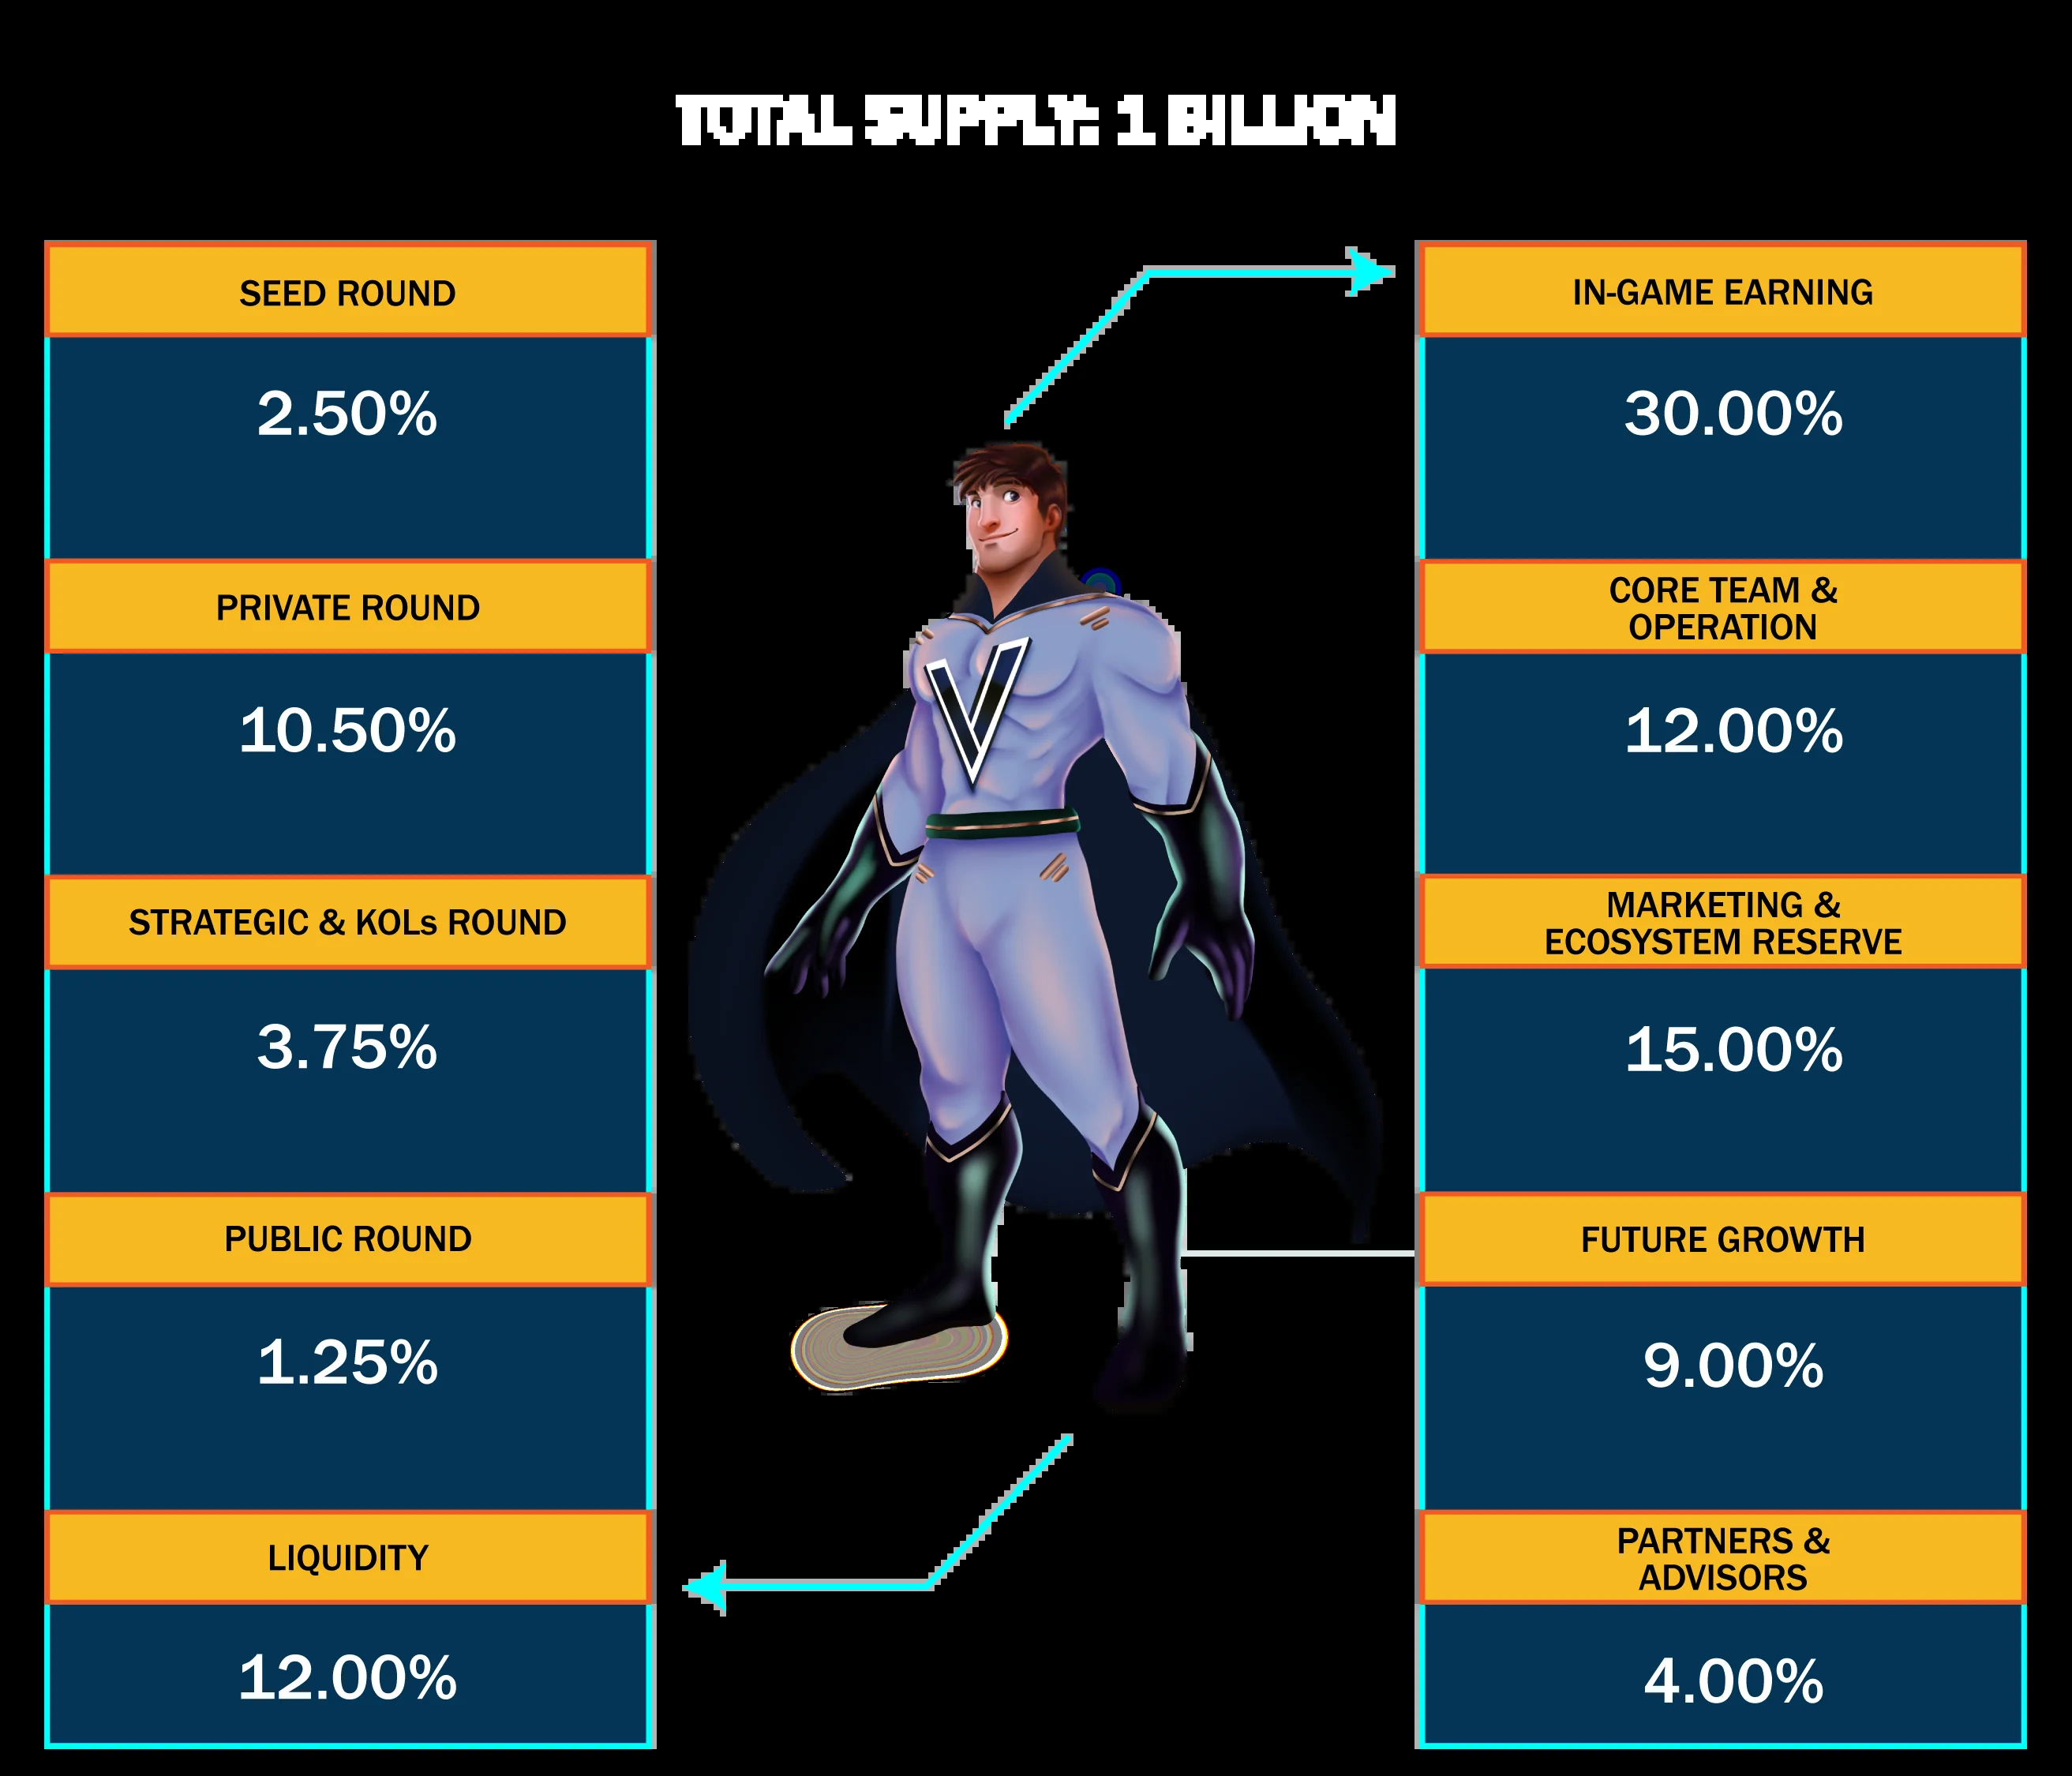 TOTAL SUPPLY: 1 BILLION
SEED ROUND
2.50%
PRIVATE ROUND
10.50%
STRATEGIC & KOLs ROUND
3.75%
PUBLIC ROUND
1.25%
LIQUIDITY
12.00%
V
IN-GAME EARNING
30.00%
CORE TEAM &
OPERATION
12.00%
MARKETING &
ECOSYSTEM RESERVE
15.00%
FUTURE GROWTH
9.00%
PARTNERS &
ADVISORS
4.00%